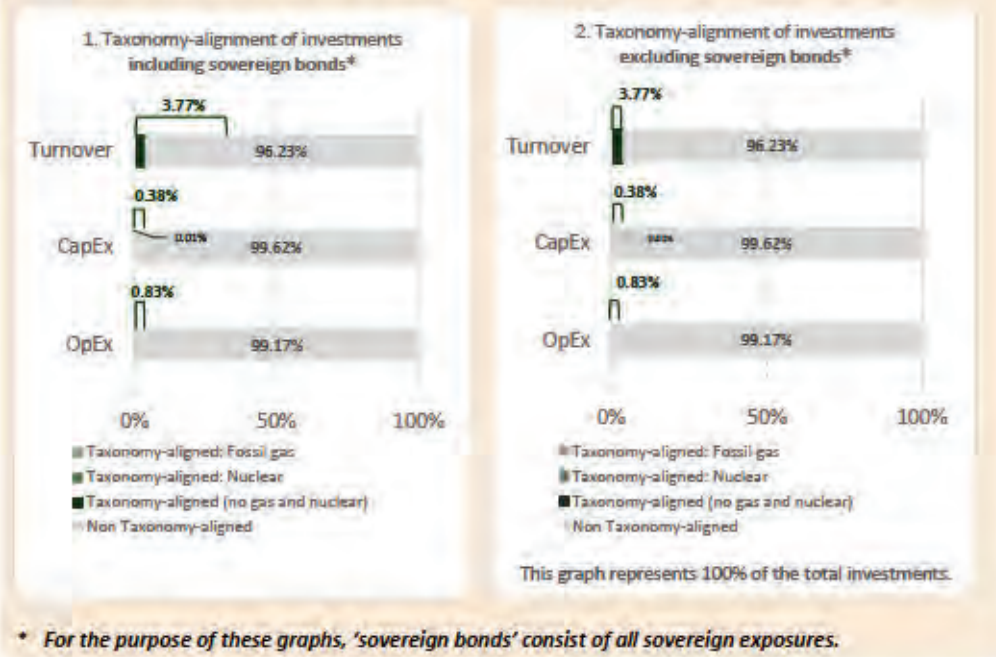 1. Taxonomy-alignment of investments
including sovereign bonds*
3.77%
Turnover
96.23%
0.38%
CapEx
0.01%
99.62%
0.83%
OpEx
99.17%
0%
50%
100%
Taxonomy-aligned: Fossil gas
Taxonomy-aligned: Nuclear
Taxonomy-aligned (no gas and nuclear)
Non Taxonomy-aligned
2. Taxonomy-alignment of investments
excluding sovereign bonds*
3.77%
Turnover
96.23%
0.38%
CapEx
99.62%
0.83%
OpEx
99.17%
0%
50%
100%
Taxonomy-aligned: Fossil gas
Taxonomy-aligned: Nuclear
Taxonomy-aligned (no gas and nuclear)
Non Taxonomy-aligned
This graph represents 100% of the total investments.
* For the purpose of these graphs, ‘sovereign bonds’ consist of all sovereign exposures.